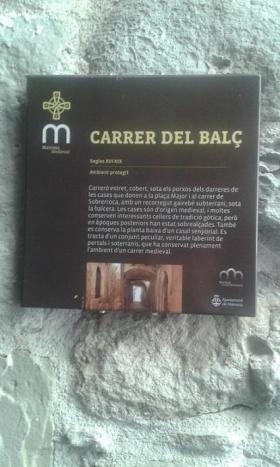 m
Manresa
Medieval
CARRER DEL BALÇ
Segles XIV-XIX
Ambient protegit
Carreró estret, cobert, sota els porxos dels darreres de
les cases que donen a la plaça Major i al carrer de
Sobrerroca, amb un recorregut gairebé subterrani, sota
la balcera. Les cases són d'origen medieval, i moltes
conserven interessants cellers de tradició gòtica, però
en èpoques posteriors han estat sobrealçades. També
es conserva la planta baixa d'un casal senyorial. Es
tracta d'un conjunt peculiar, veritable laberint de
portals i soterranis, que ha conservat plenament
l'ambient d'un carrer medieval.
m
Manresa
Ajuntament
de Manresa